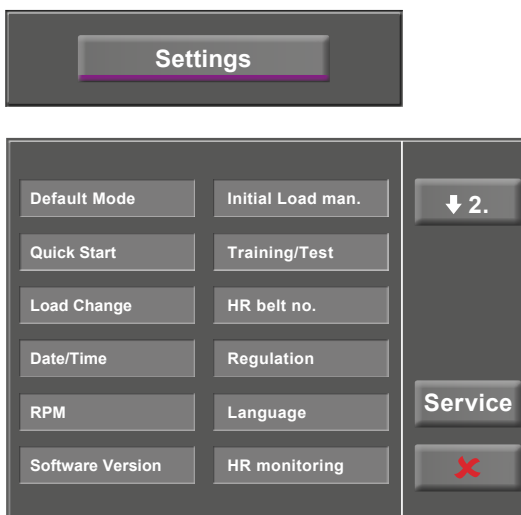 Settings
Default Mode
Initial Load man.
Quick Start
Training/Test
Load Change
HR belt no.
Date/Time
Regulation
RPM
Language
Software Version
HR monitoring
2.
Service